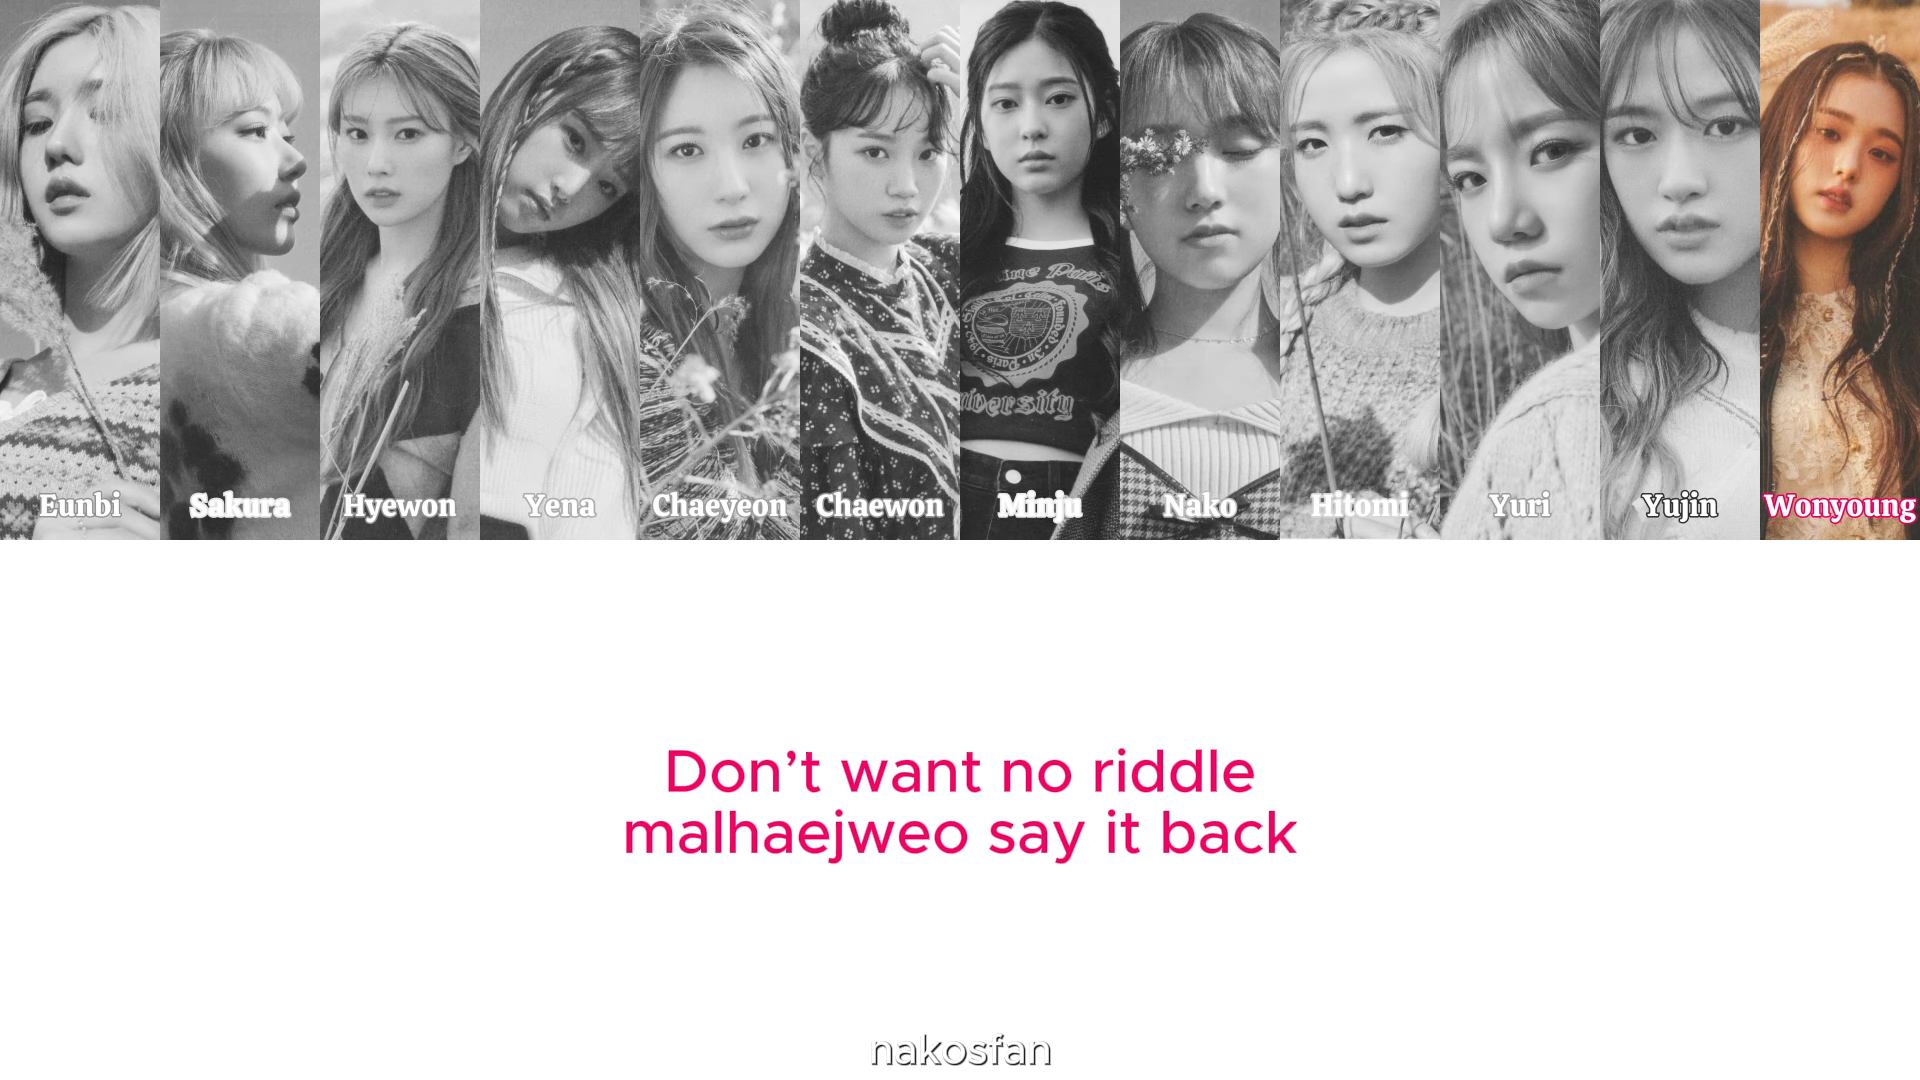 Eunbi Sakura Hyewon Yena Chaeyeon Chaewon Minju Nako Hitomi Yuri Yujin Wonyoung
Don’t want no riddle
malhaejweo say it back
nakosfan